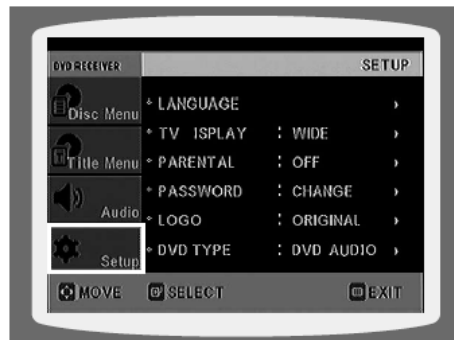 DVD RECEIVER SETUP
Disc Menu
Title Menu
Audio
Setup
LANGUAGE
TV ISPLAY : WIDE
PARENTAL : OFF
PASSWORD : CHANGE
LOGO : ORIGINAL
DVD TYPE : DVD AUDIO
MOVE SELECT EXIT